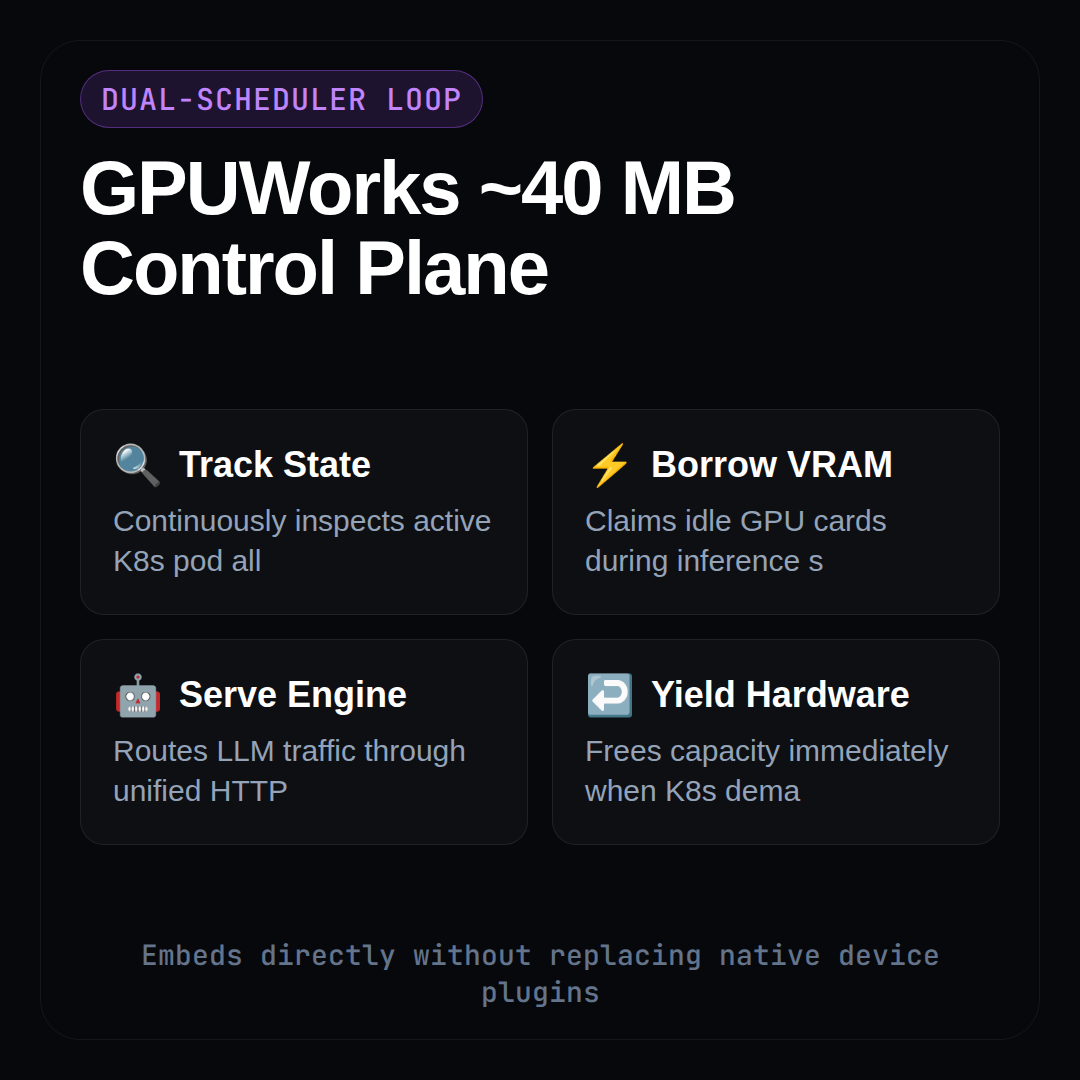 DUAL-SCHEDULER LOOP
GPUWorks ~40 MB
Control Plane
Track State
Continuously inspects active
K8s pod all
Borrow VRAM
Claims idle GPU cards
during inference s
Serve Engine
Routes LLM traffic through
unified HTTP
Yield Hardware
Frees capacity immediately
when K8s dema
Embeds directly without replacing native device
plugins